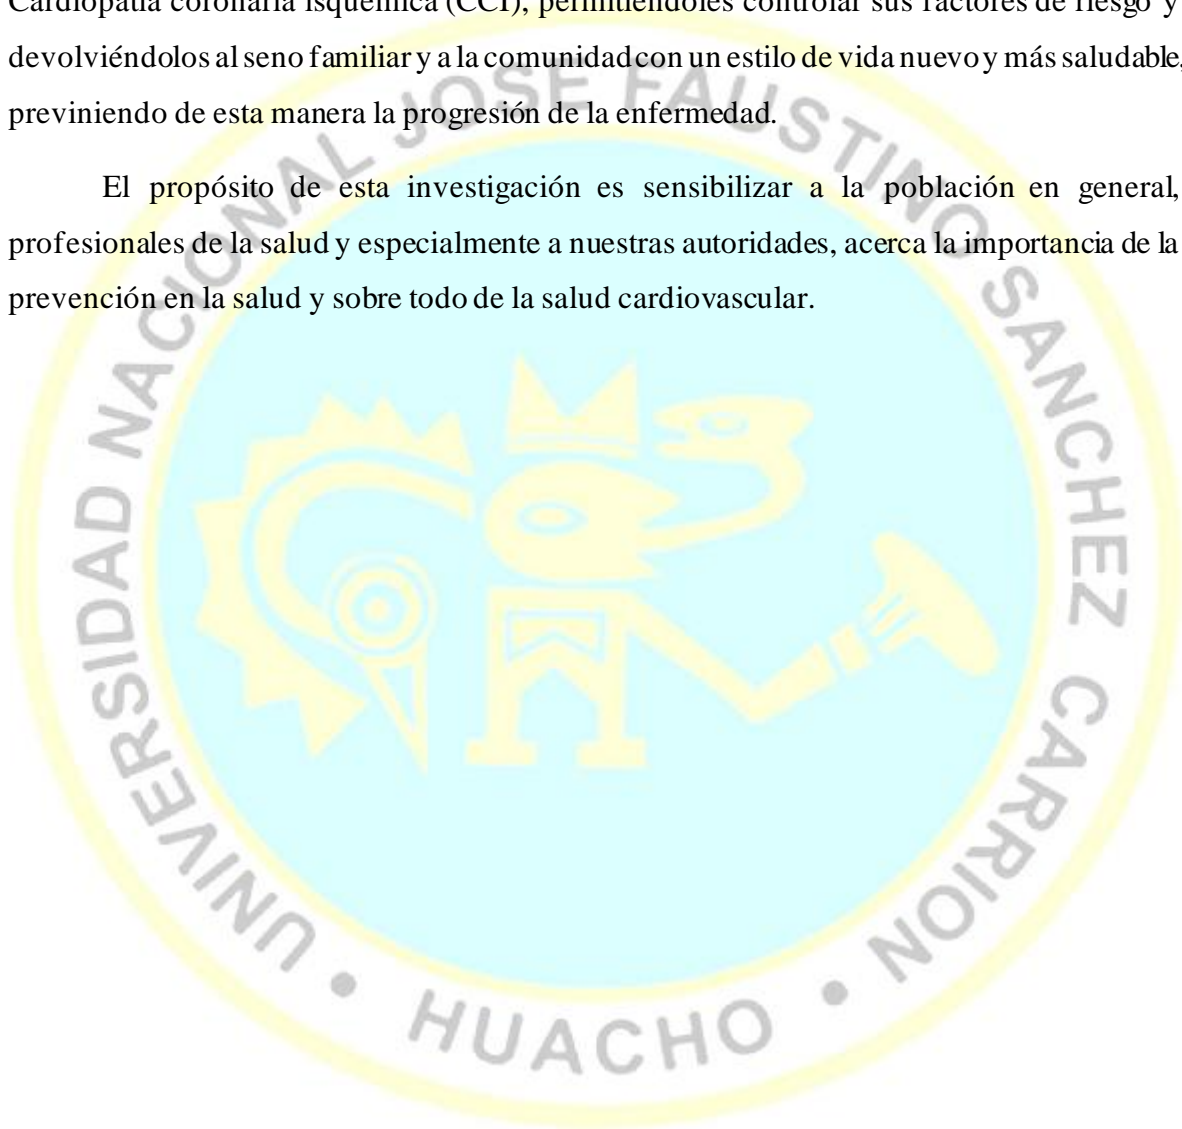 Cardiopatía coronaria isquémica (CCI), permitiéndoles controlar sus factores de riesgo y
devolviéndolos al seno familiar y a la comunidad con un estilo de vida nuevo y más saludable,
previniendo de esta manera la progresión de la enfermedad.
El propósito de esta investigación es sensibilizar a la población en general,
profesionales de la salud y especialmente a nuestras autoridades, acerca la importancia de la
prevención en la salud y sobre todo de la salud cardiovascular.
UNIVERSIDAD NACIONAL JOSE FAUSTINO SANCHEZ CARRION
• HUACHO •